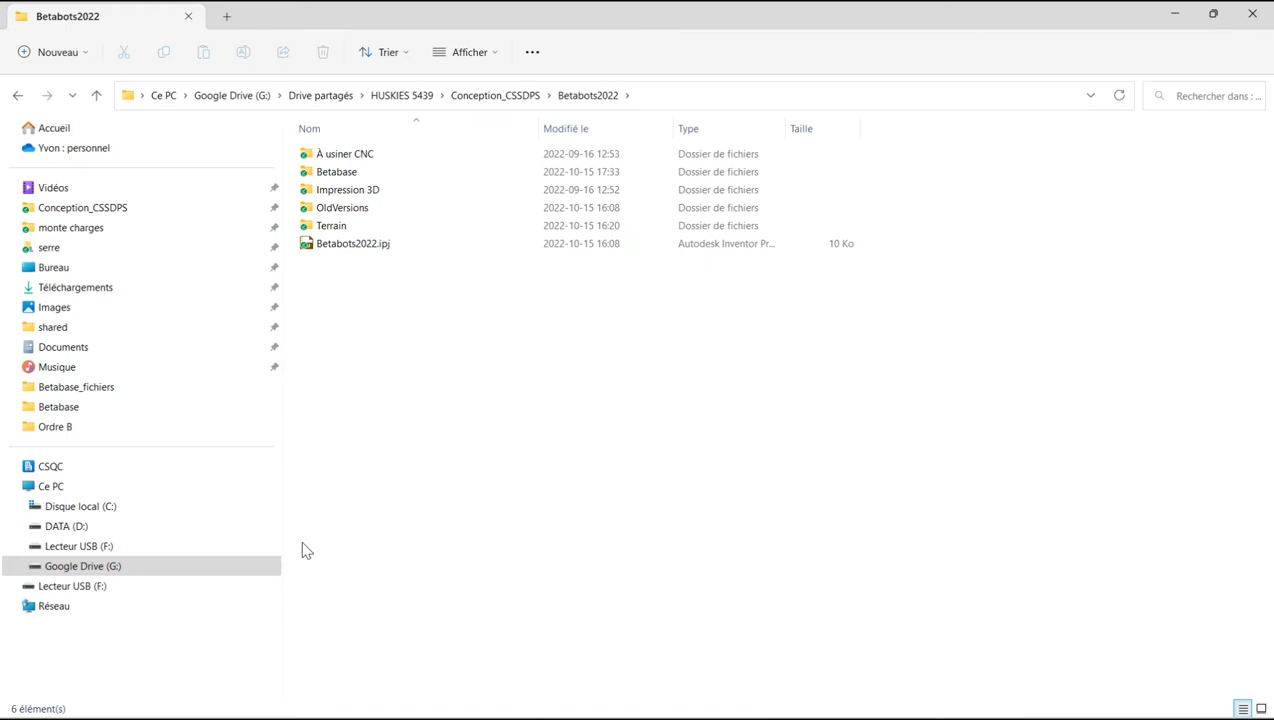 Betabots2022
Nouveau
Trier
Afficher
Ce PC > Google Drive (G:) > Drive partagés > HUSKIES 5439 > Conception_CSSDPS > Betabots2022 >
Rechercher dans : ...
Accueil
Yvon : personnel
Vidéos
Conception_CSSDPS
monte charges
serre
Bureau
Téléchargements
Images
shared
Documents
Musique
Betabase_fichiers
Betabase
Ordre B
CSQC
Ce PC
Disque local (C:)
DATA (D:)
Lecteur USB (F:)
Google Drive (G:)
Lecteur USB (F:)
Réseau
Nom Modifié le Type Taille
À usiner CNC 2022-09-16 12:53 Dossier de fichiers
Betabase 2022-10-15 17:33 Dossier de fichiers
Impression 3D 2022-09-16 12:52 Dossier de fichiers
OldVersions 2022-10-15 16:08 Dossier de fichiers
Terrain 2022-10-15 16:20 Dossier de fichiers
Betabots2022.ipj 2022-10-15 16:08 Autodesk Inventor Pr... 10 Ko
6 élément(s)